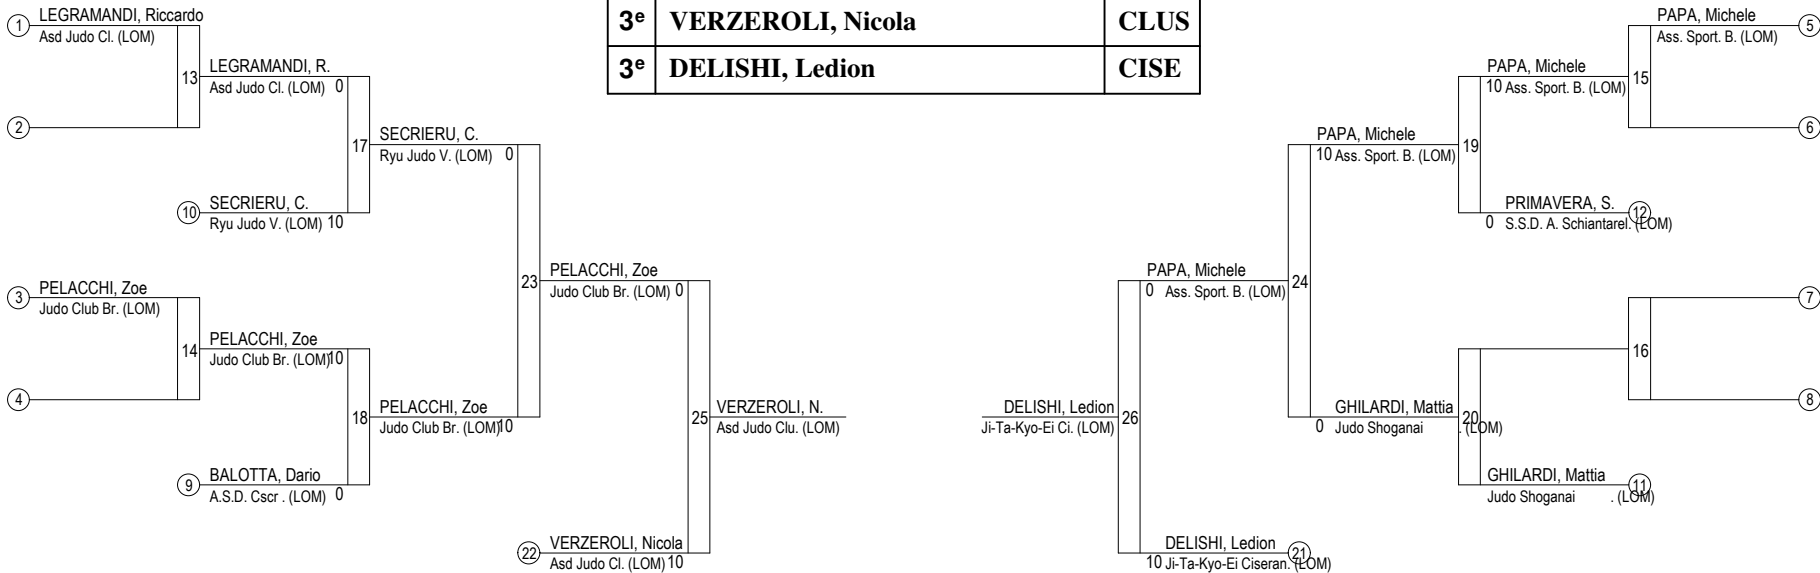 3e VERZEROLI, Nicola CLUS
3e DELISHI, Ledion CISE
1 LEGRAMANDI, Riccardo
Asd Judo Cl. (LOM)
13 LEGRAMANDI, R.
Asd Judo Cl. (LOM) 0
2
17 SECRIERU, C.
Ryu Judo V. (LOM) 0
10 SECRIERU, C.
Ryu Judo V. (LOM) 10
23 PELACCHI, Zoe
Judo Club Br. (LOM) 0
3 PELACCHI, Zoe
Judo Club Br. (LOM)
14 PELACCHI, Zoe
Judo Club Br. (LOM) 10
4
18 PELACCHI, Zoe
Judo Club Br. (LOM) 10
9 BALOTTA, Dario
A.S.D. Cscr . (LOM) 0
25 VERZEROLI, N.
Asd Judo Clu. (LOM)
22 VERZEROLI, Nicola
Asd Judo Cl. (LOM) 10
PAPA, Michele 5
Ass. Sport. B. (LOM)
PAPA, Michele 15
10 Ass. Sport. B. (LOM)
6
PAPA, Michele 19
10 Ass. Sport. B. (LOM)
PRIMAVERA, S. 12
0 S.S.D. A. Schiantarel. (LOM)
PAPA, Michele 24
0 Ass. Sport. B. (LOM)
7
16
8
GHILARDI, Mattia 20
0 Judo Shoganai . (LOM)
GHILARDI, Mattia 11
Judo Shoganai . (LOM)
DELISHI, Ledion 26
Ji-Ta-Kyo-Ei Ci. (LOM)
DELISHI, Ledion 21
10 Ji-Ta-Kyo-Ei Ciseran. (LOM)